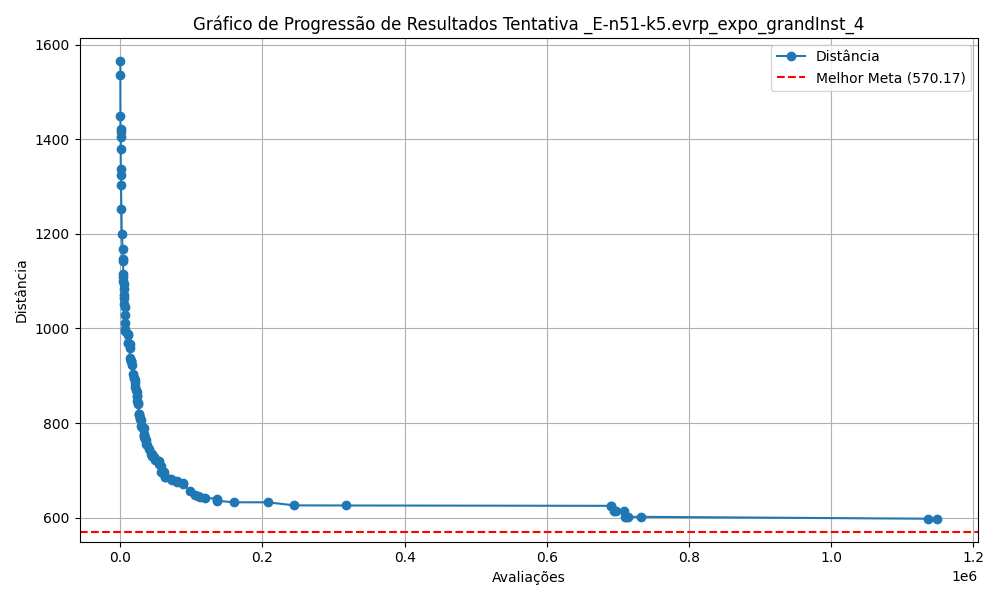 Gráfico de Progressão de Resultados Tentativa _E-n51-k5.evrp_expo_grandInst_4
Distância
Melhor Meta (570.17)
1600
1400
1200
1000
800
600
Distância
0.0
0.2
0.4
0.6
0.8
1.0
1.2
1e6
Avaliações